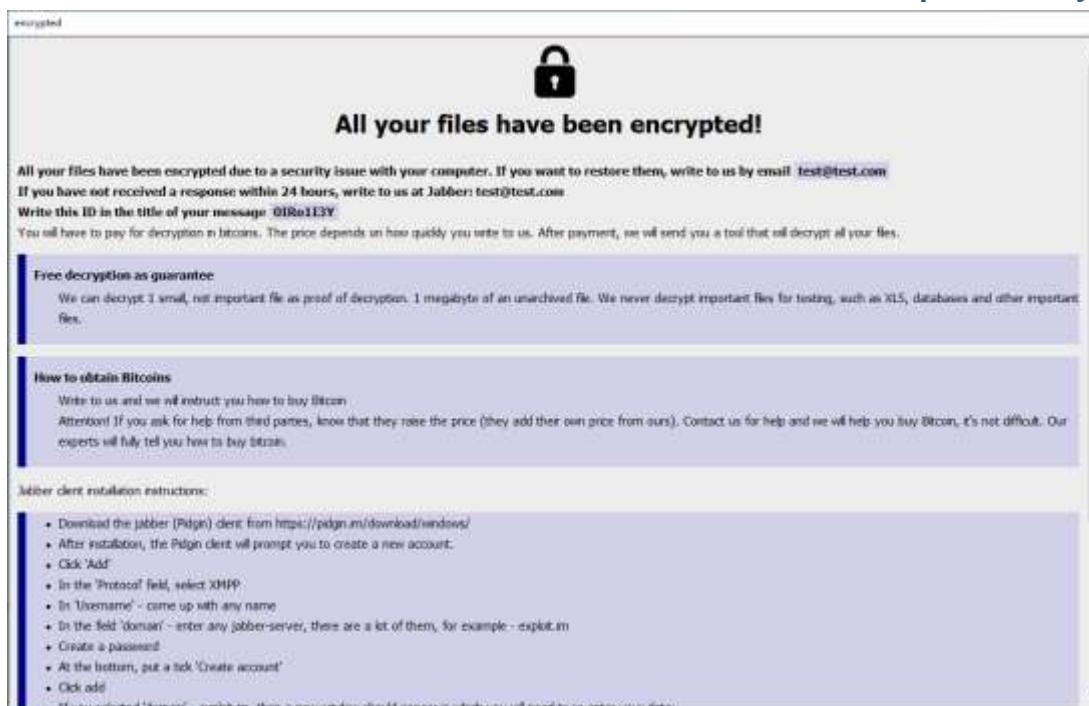 encrypted
All your files have been encrypted!
All your files have been encrypted due to a security issue with your computer. If you want to restore them, write to us by email test@test.com
If you have not received a response within 24 hours, write to us at Jabber: test@test.com
Write this ID in the title of your message
You will have to pay for decryption in bitcoins. The price depends on how quickly you write to us. After payment, we will send you a tool that will decrypt all your files.
Free decryption as guarantee
We can decrypt 1 small, not important file as proof of decryption. 1 megabyte of an unarchived file. We never decrypt important files for testing, such as XLS, databases and other important
files.
How to obtain Bitcoins
Write to us and we will instruct you how to buy Bitcoin
Attention! If you ask for help from third parties, know that they raise the price (they add their own price from ours). Contact us for help and we will help you buy Bitcoin, it's not difficult. Our
experts will fully tell you how to buy bitcoin.
Jabber client installation instructions:
• Download the jabber (Pidgin) client from https://pidgin.im/download/windows/
• After installation, the Pidgin client will prompt you to create a new account.
• Click 'Add'
• In the 'Protocol' field, select XMPP
• In 'Username' - come up with any name
• In the field 'domain' - enter any jabber-server, there are a lot of them, for example - exploit.im
• Create a password
• At the bottom, put a tick 'Create account'
• Click add